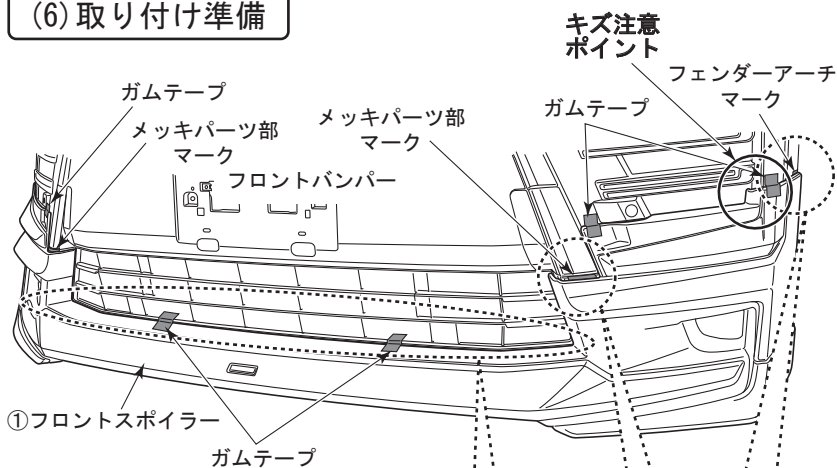 (6)取り付け準備
キズ注意
ポイント
フェンダーアーチ
マーク
ガムテープ
ガムテープ
メッキパーツ部
マーク
メッキパーツ部
マーク
フロントバンパー
①フロントスポイラー
ガムテープ